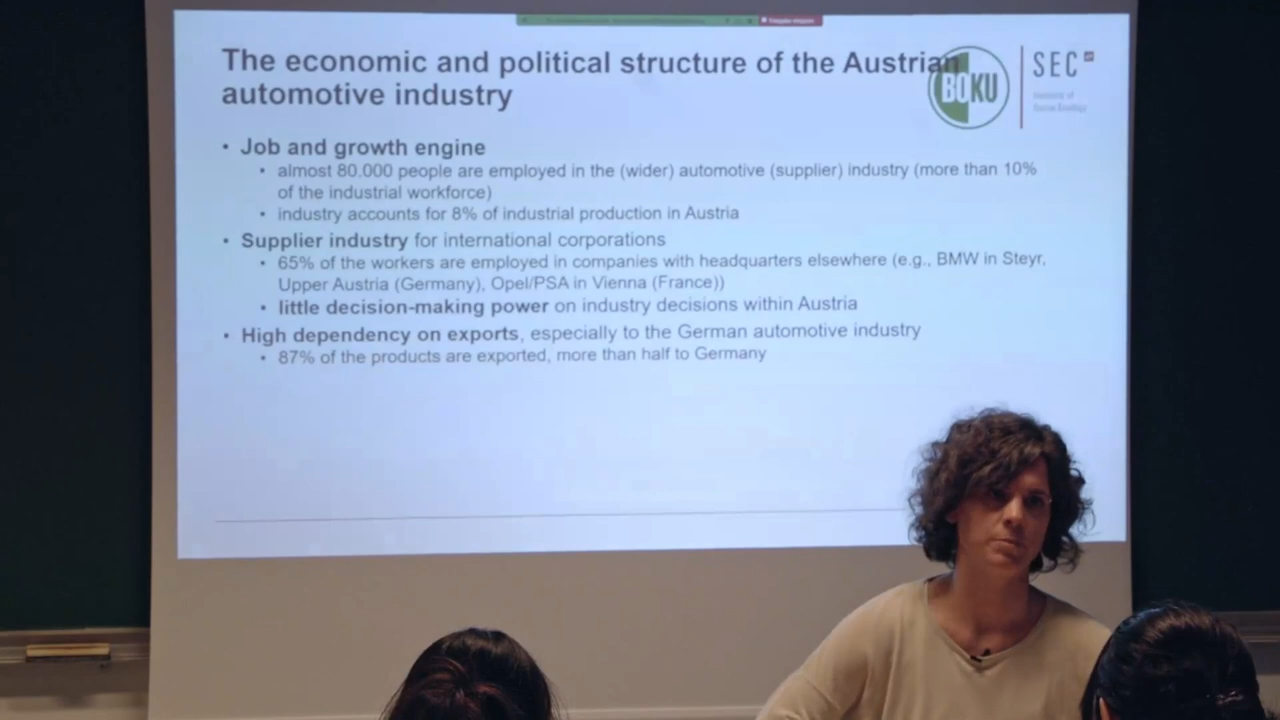 The economic and political structure of the Austrian
automotive industry
BOKU
SEC
Institute of
Social Ecology
• Job and growth engine
• almost 80.000 people are employed in the (wider) automotive (supplier) industry (more than 10%
of the industrial workforce)
• industry accounts for 8% of industrial production in Austria
• Supplier industry for international corporations
• 65% of the workers are employed in companies with headquarters elsewhere (e.g., BMW in Steyr,
Upper Austria (Germany), Opel/PSA in Vienna (France))
• little decision-making power on industry decisions within Austria
• High dependency on exports, especially to the German automotive industry
• 87% of the products are exported, more than half to Germany